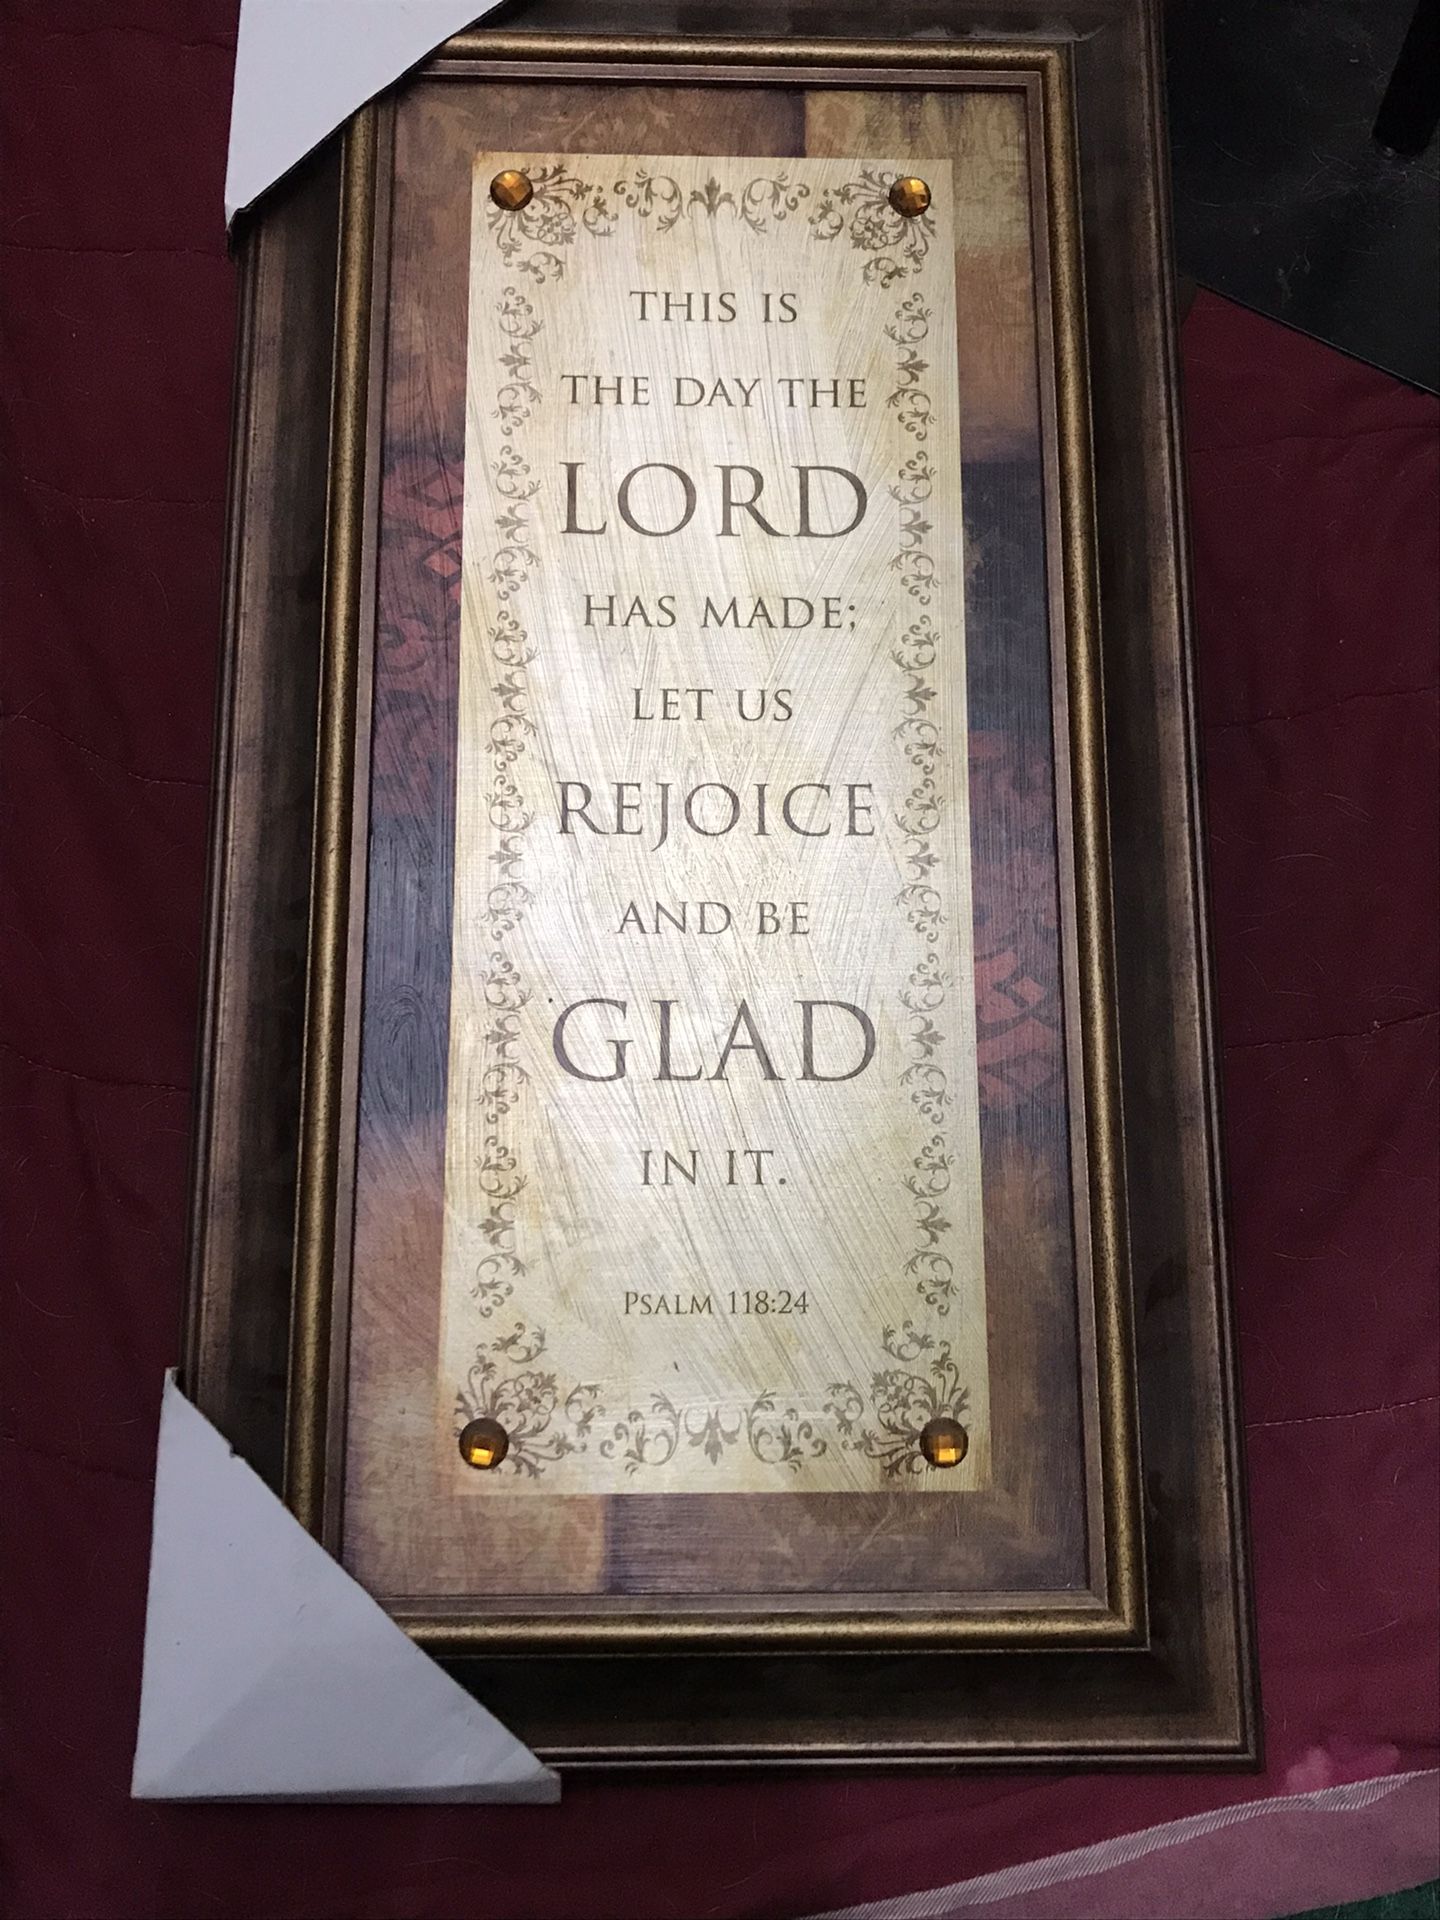 THIS IS
THE DAY THE
LORD
HAS MADE;
LET US
REJOICE
AND BE
GLAD
IN IT.
PSALM 118:24